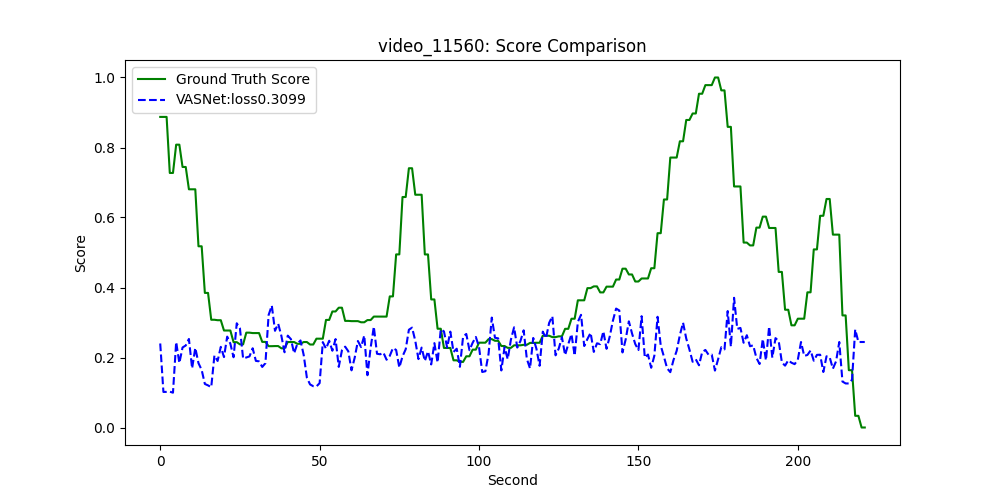 video_11560: Score Comparison
Ground Truth Score
VASNet:loss0.3099
Score
1.0
0.8
0.6
0.4
0.2
0.0
0 50 100 150 200
Second